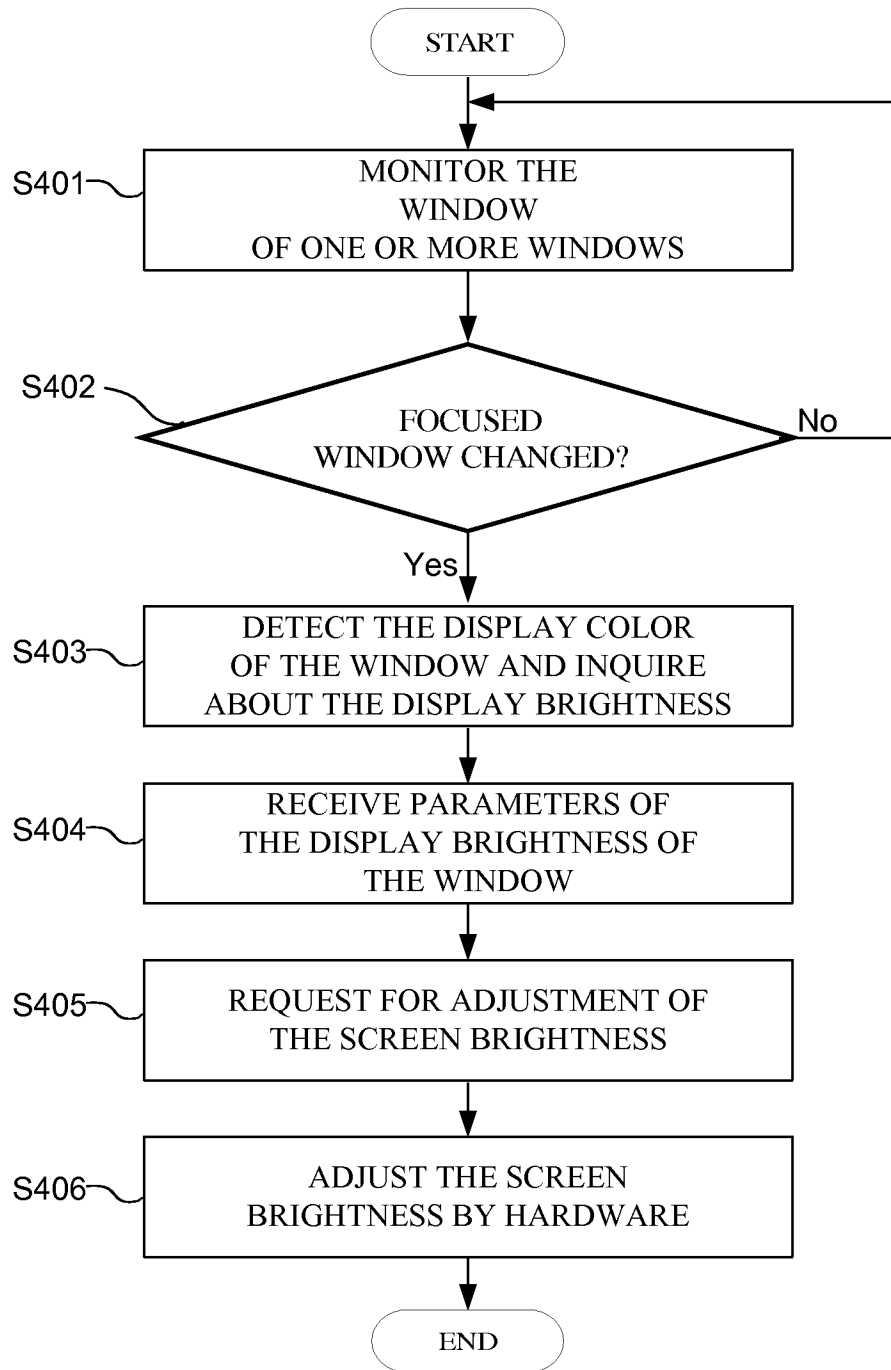 START
S401
MONITOR THE
WINDOW
OF ONE OR MORE WINDOWS
S402
FOCUSED
WINDOW CHANGED?
No
Yes
S403
DETECT THE DISPLAY COLOR
OF THE WINDOW AND INQUIRE
ABOUT THE DISPLAY BRIGHTNESS
S404
RECEIVE PARAMETERS OF
THE DISPLAY BRIGHTNESS OF
THE WINDOW
S405
REQUEST FOR ADJUSTMENT OF
THE SCREEN BRIGHTNESS
S406
ADJUST THE SCREEN
BRIGHTNESS BY HARDWARE
END